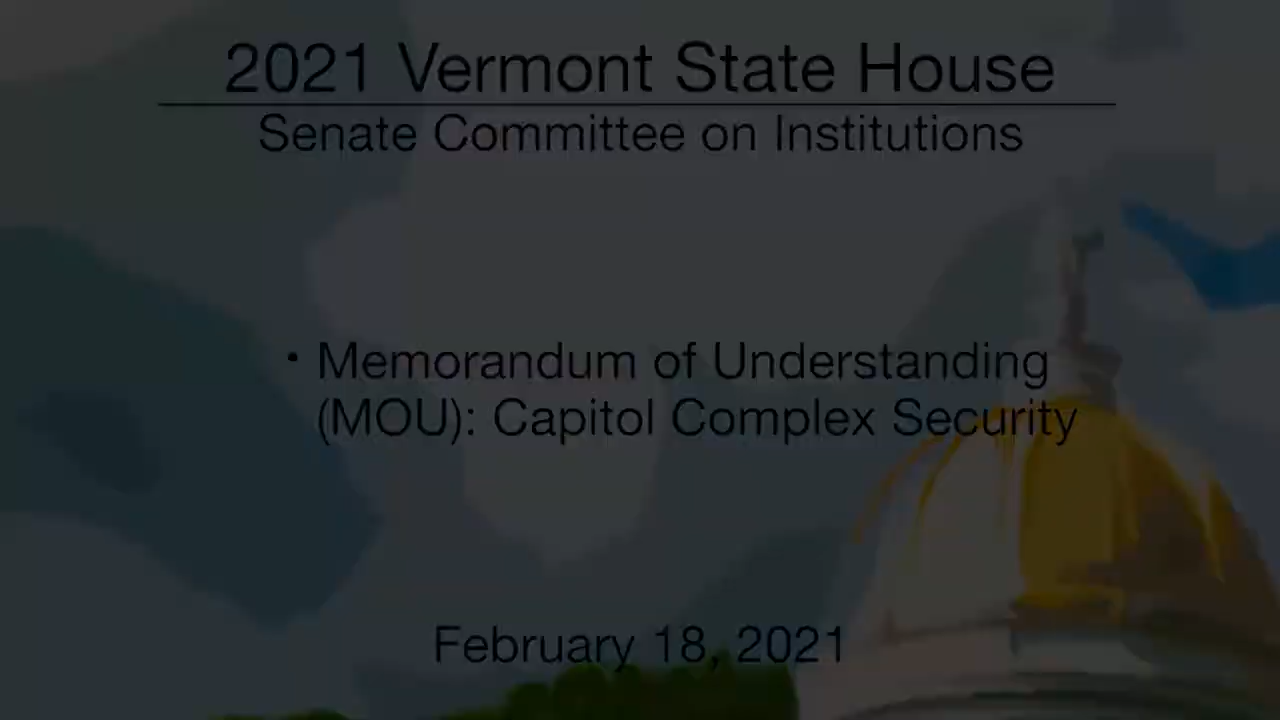 2021 Vermont State House
Senate Committee on Institutions
• Memorandum of Understanding
(MOU): Capitol Complex Security
February 18, 2021